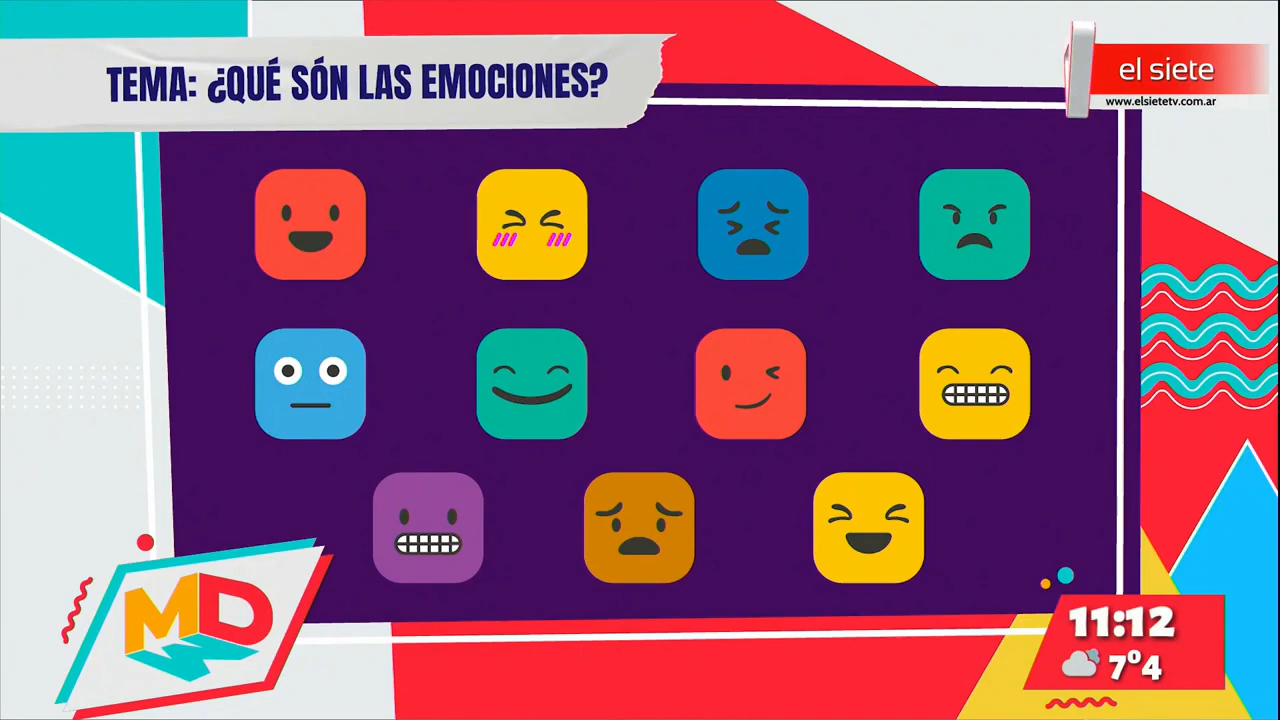 TEMA: ¿QUÉ SÓN LAS EMOCIONES?
el siete
www.elsietetv.com.ar
MD
11:12
7º4